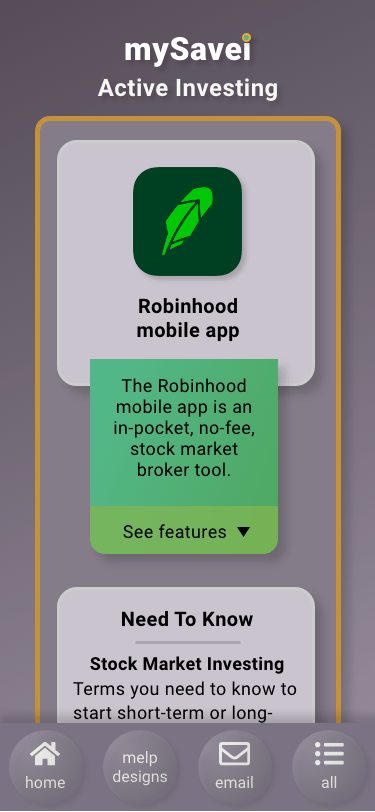 mySavei
Active Investing
Robinhood
mobile app
The Robinhood
mobile app is an
in-pocket, no-fee,
stock market
broker tool.
See features
Need To Know
Stock Market Investing
Terms you need to know to
start short-term or long-
home
melp
designs
email
all